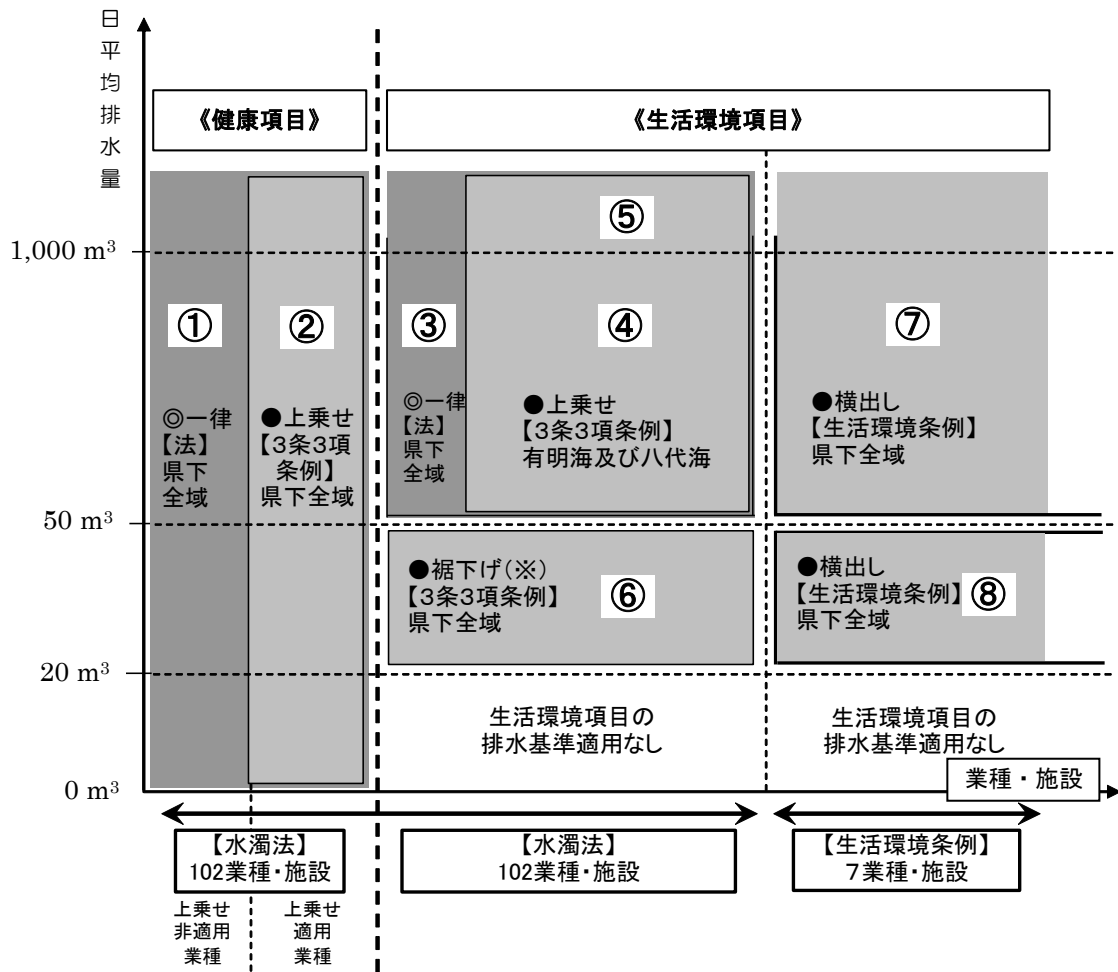 日
平
均
排
水
量
《健康項目》
《生活環境項目》
1,000 m³
50 m³
20 m³
0 m³
①
◎一律
【法】
県下
全域
②
●上乗せ
【3条3項
条例】
県下全域
③
◎一律
【法】
県下
全域
⑤
④
●上乗せ
【3条3項条例】
有明海及び八代海
⑦
●横出し
【生活環境条例】
県下全域
●裾下げ(※)
【3条3項条例】
県下全域
⑥
●横出し
【生活環境条例】
県下全域
⑧
生活環境項目の
排水基準適用なし
生活環境項目の
排水基準適用なし
業種・施設
【水濁法】
102業種・施設
【水濁法】
102業種・施設
【生活環境条例】
7業種・施設
上乗せ
非適用
業種
上乗せ
適用
業種